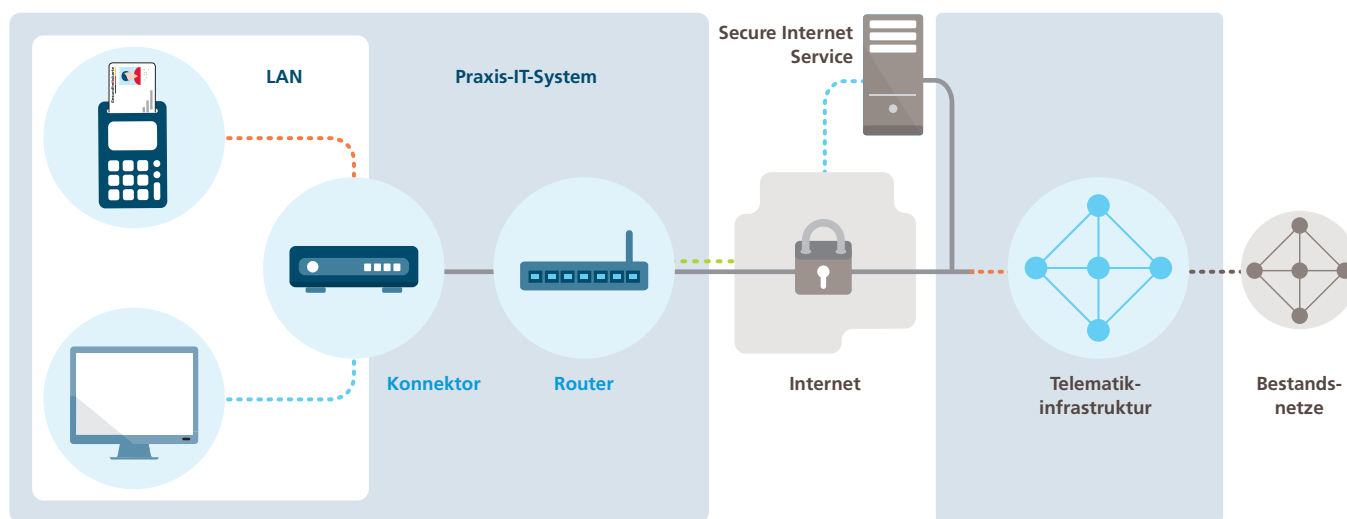 LAN
Praxis-IT-System
Secure Internet
Service
Konnektor
Router
Internet
Telematik-
infrastruktur
Bestands-
netze